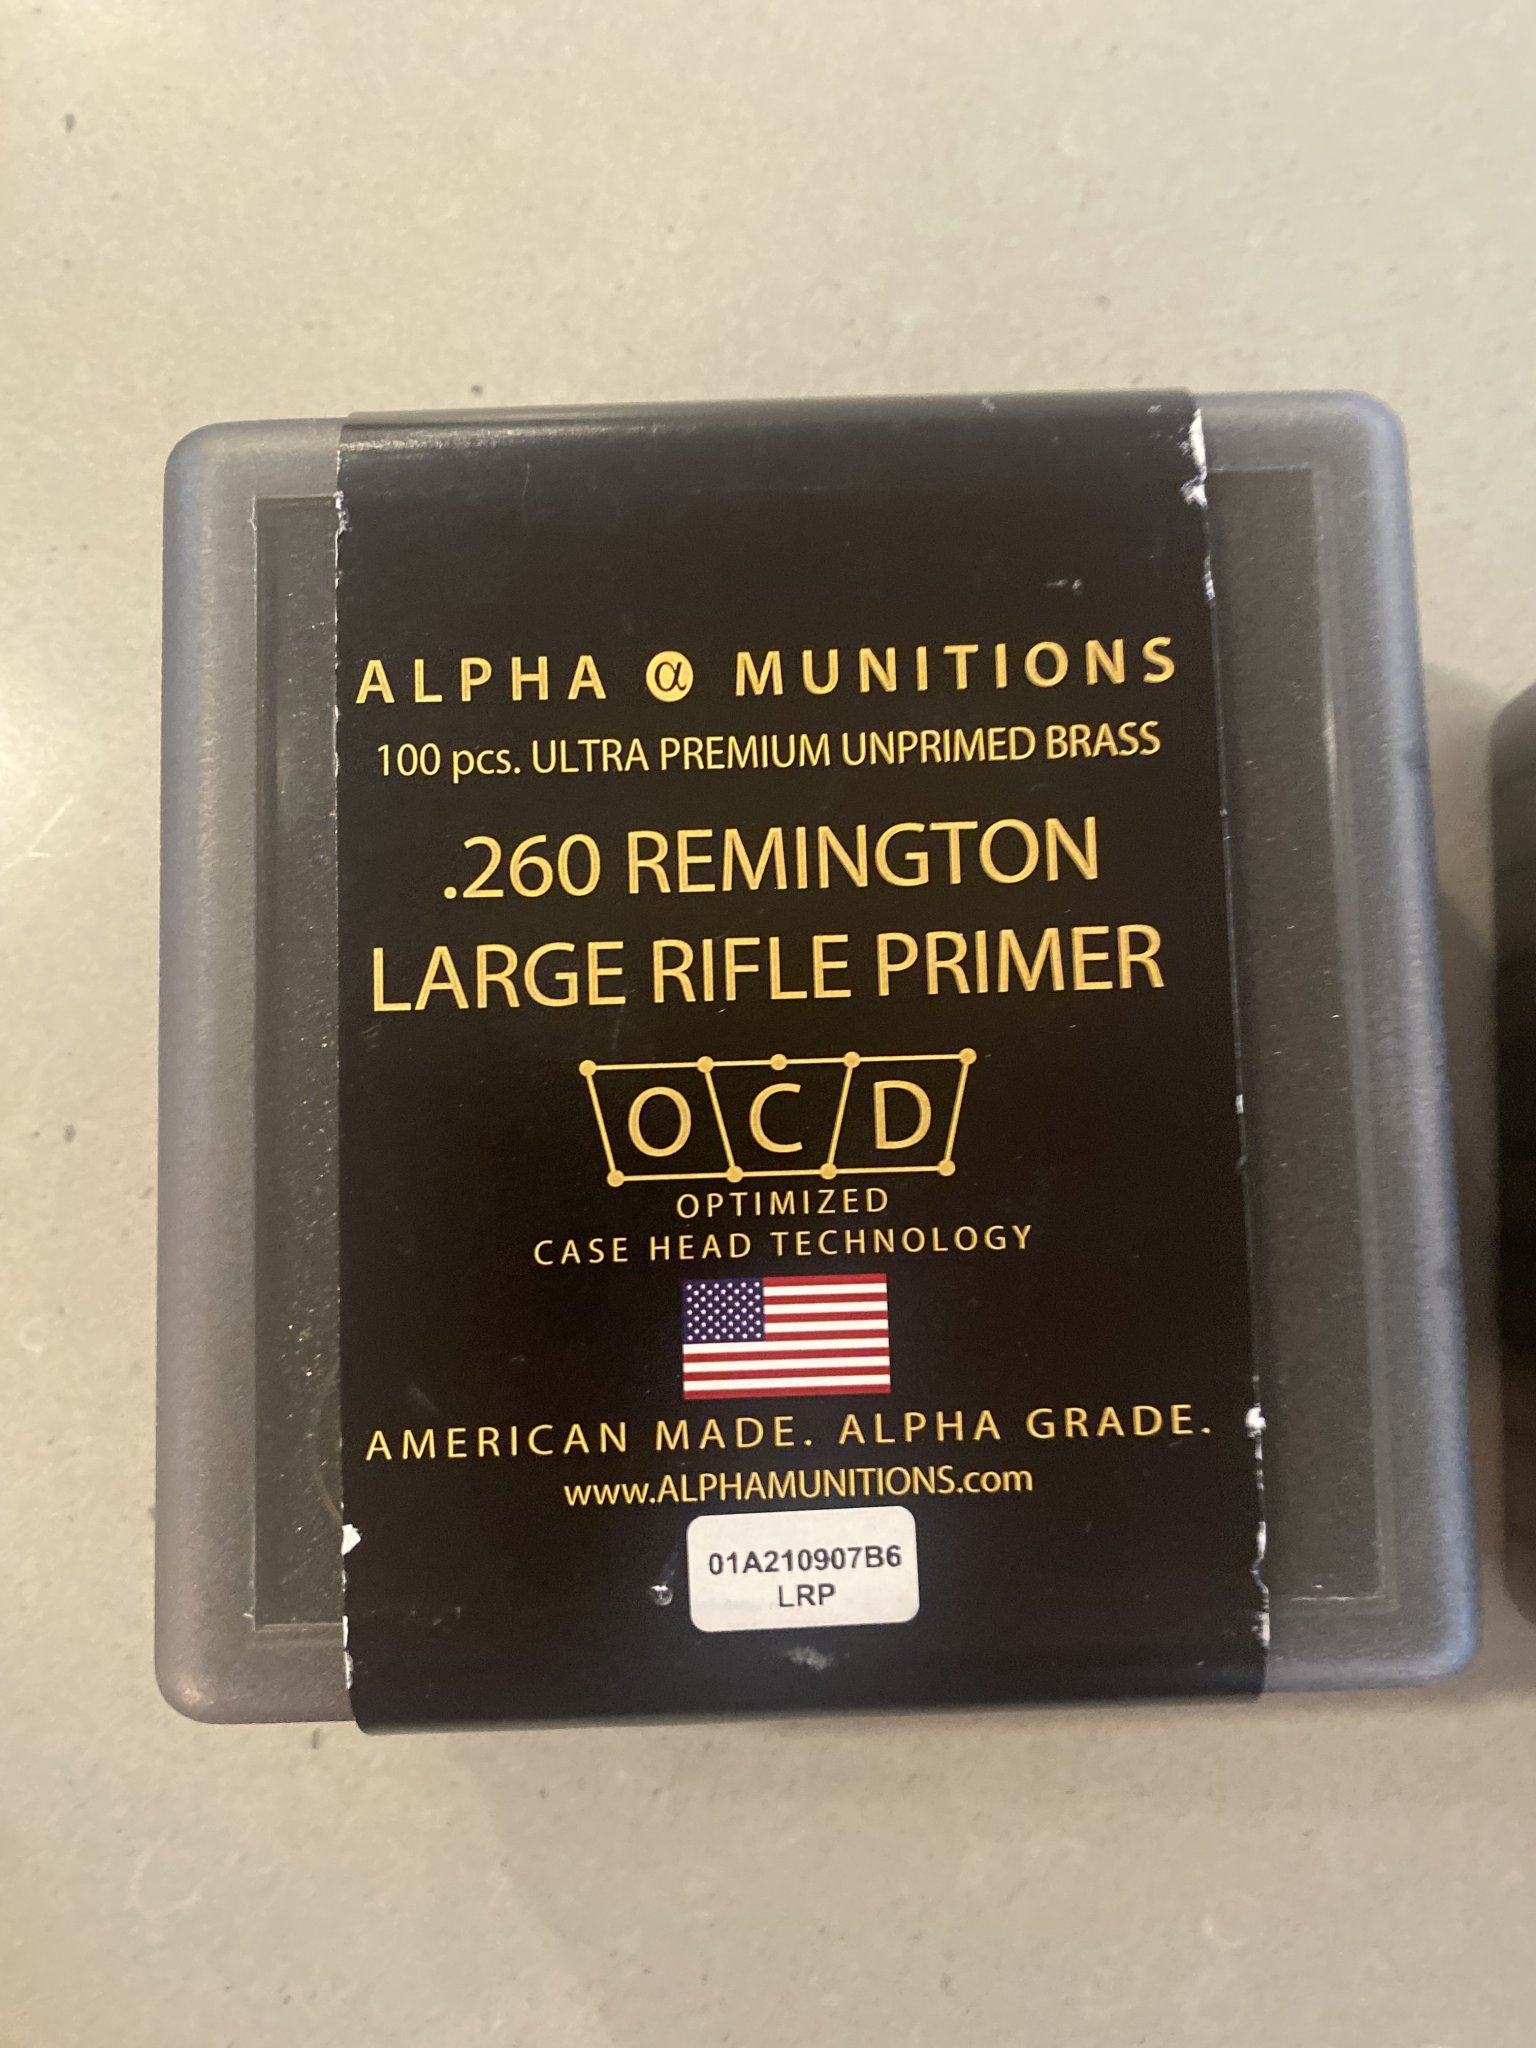 ALPHA α MUNITIONS
100 pcs. ULTRA PREMIUM UNPRIMED BRASS
.260 REMINGTON
LARGE RIFLE PRIMER
OCD
OPTIMIZED
CASE HEAD TECHNOLOGY
AMERICAN MADE. ALPHA GRADE.
www.ALPHAMUNITIONS.com
01A210907B6
LRP